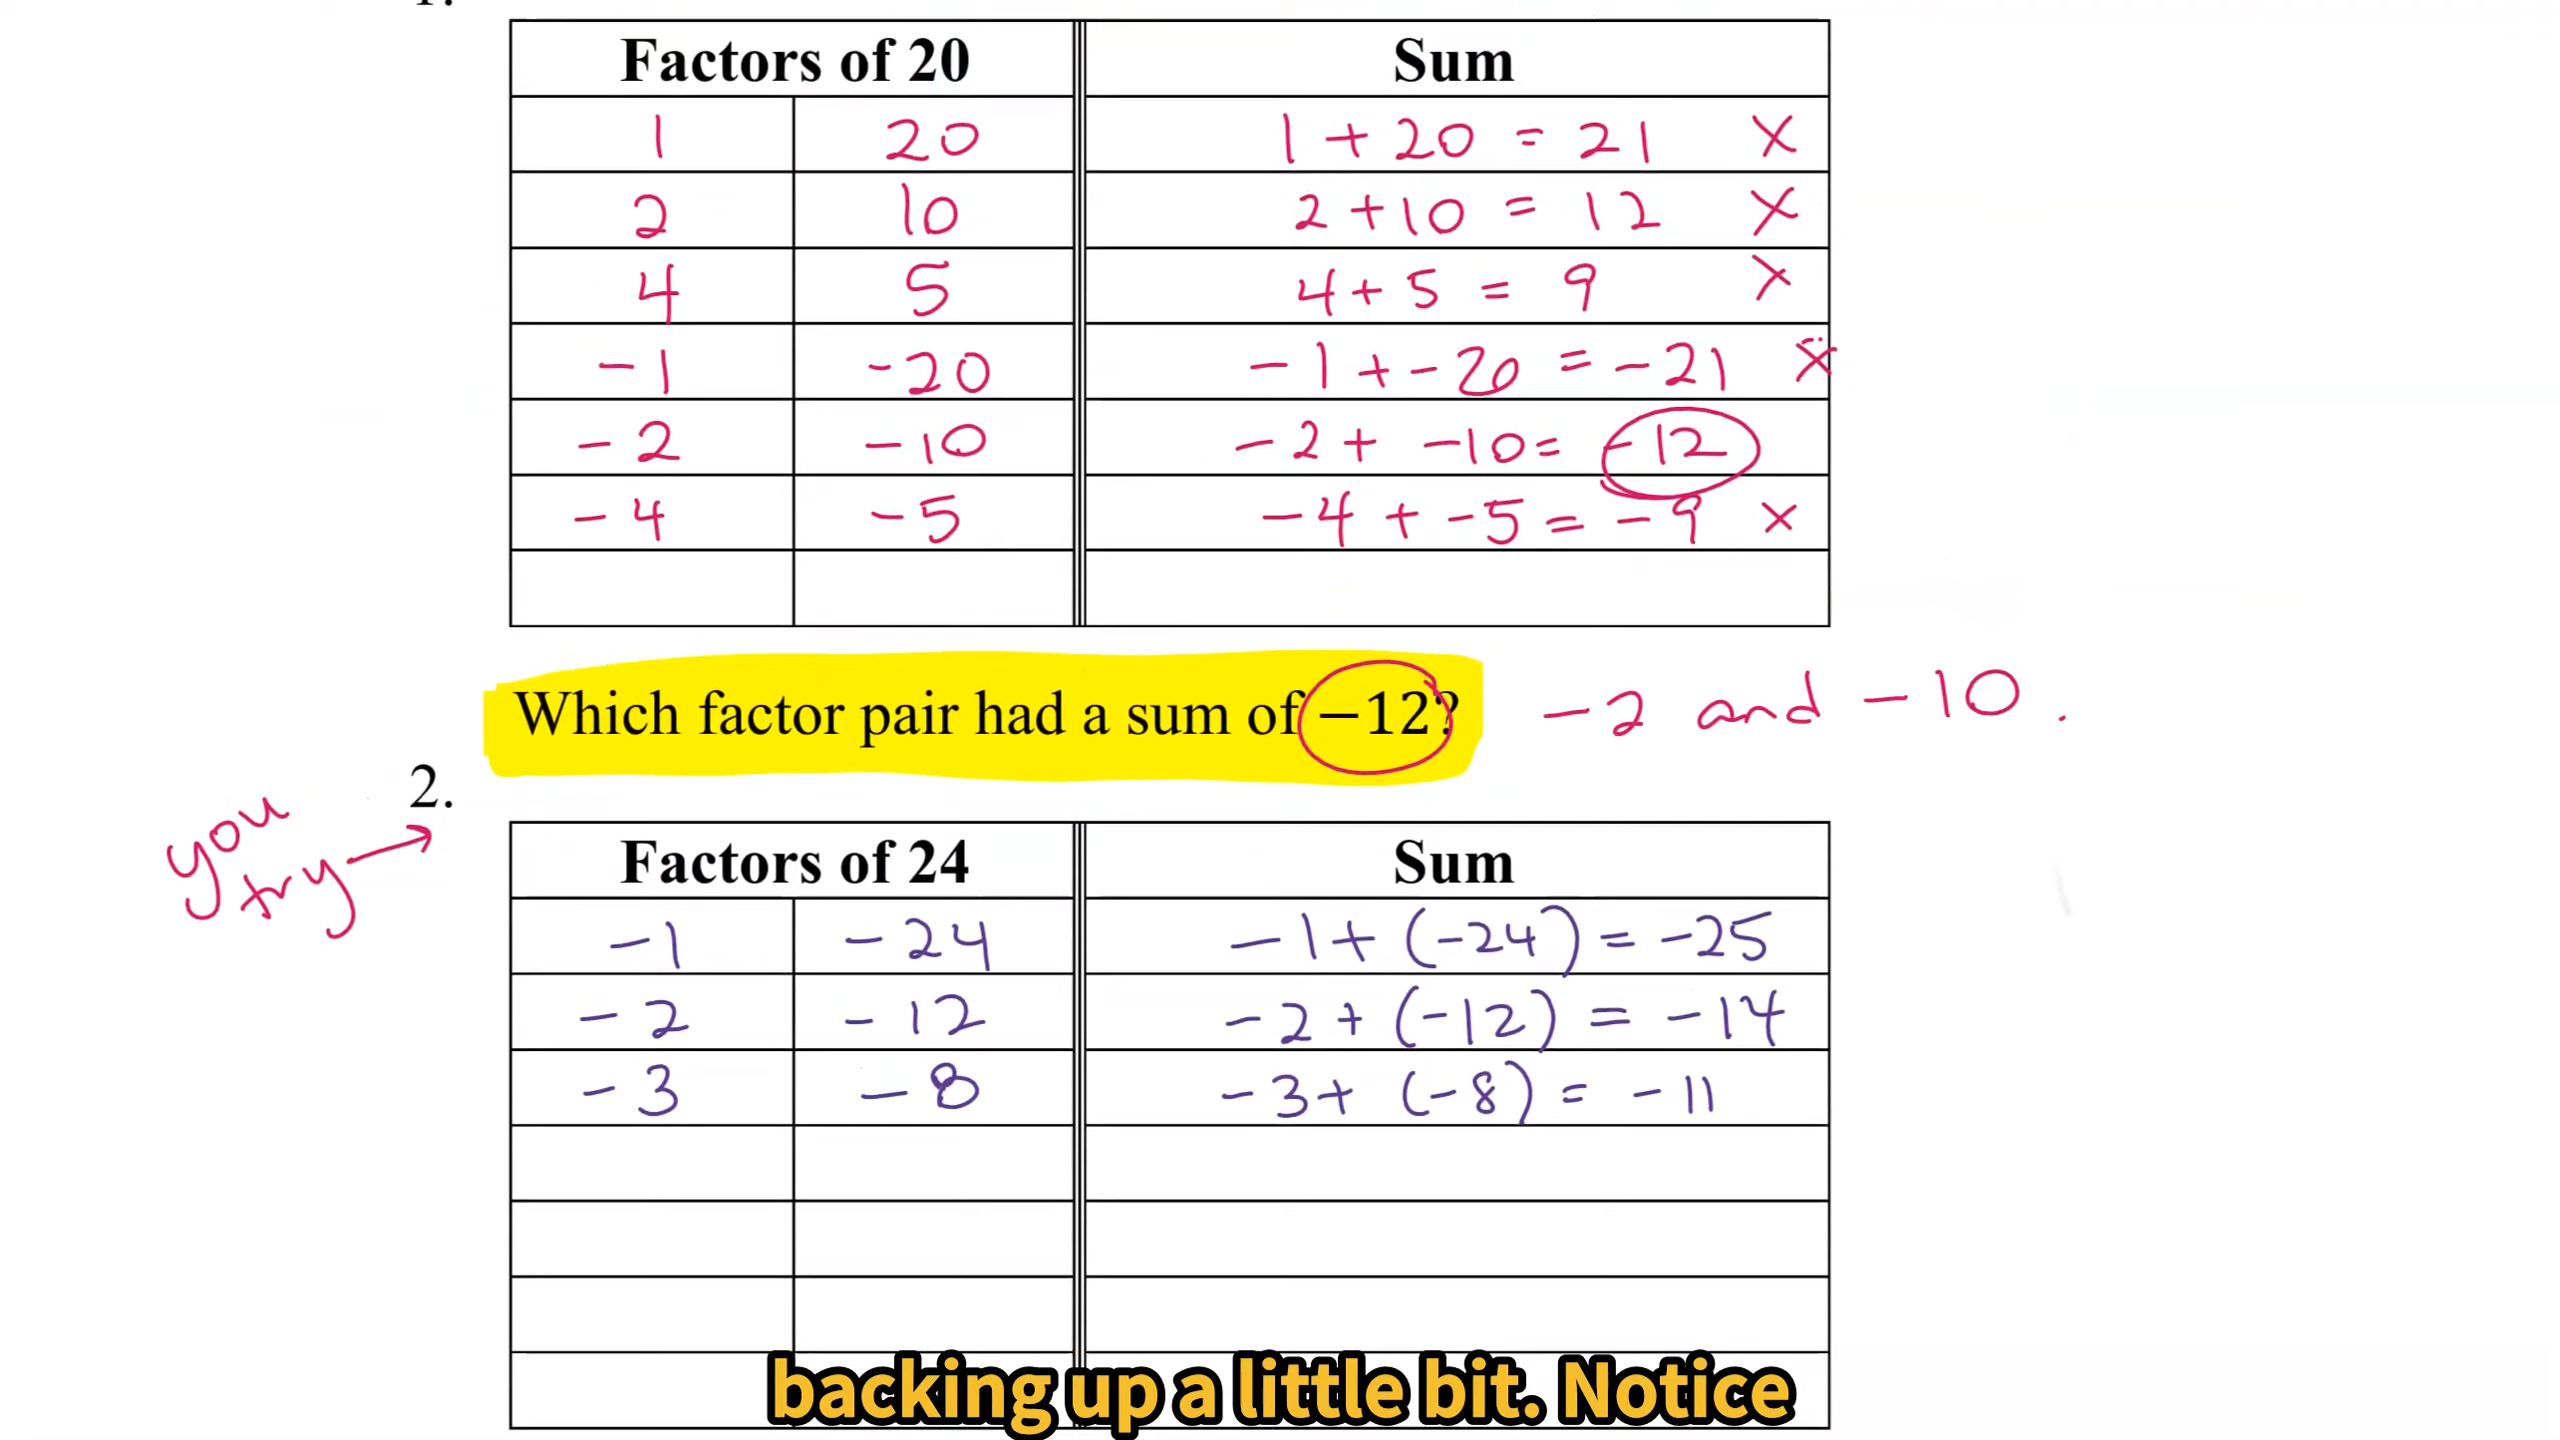 Factors of 20 Sum
1 20 1 + 20 = 21 X
2 10 2 + 10 = 12 X
4 5 4 + 5 = 9 X
-1 -20 -1 + -20 = -21 X
-2 -10 -2 + -10 = -12
-4 -5 -4 + -5 = -9 X
Which factor pair had a sum of −12? -2 and -10.
2.
you
try →
Factors of 24 Sum
-1 -24 -1 + (-24) = -25
-2 -12 -2 + (-12) = -14
-3 -8 -3 + (-8) = -11
backing up a little bit. Notice